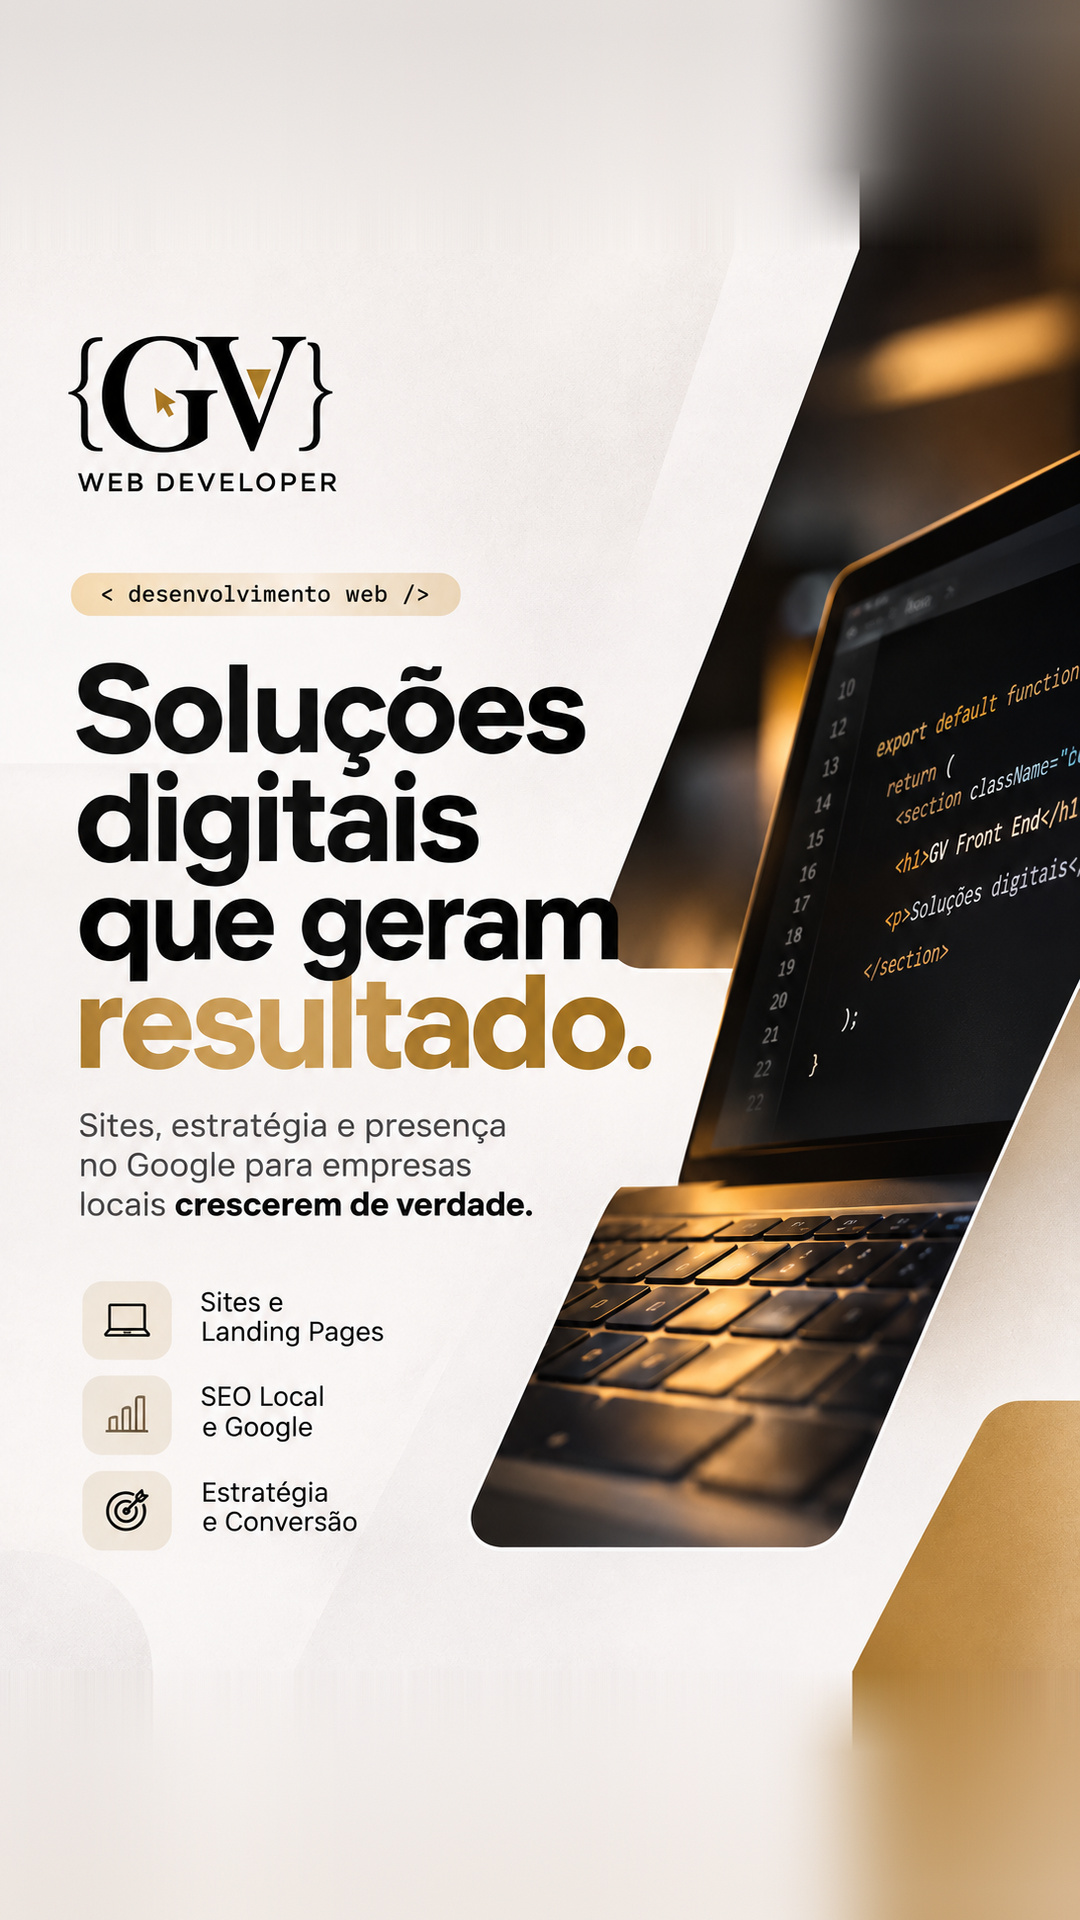 {GV}
WEB DEVELOPER
< desenvolvimento web />
Soluções
digitais
que geram
resultado.
Sites, estratégia e presença
no Google para empresas
locais crescerem de verdade.
Sites e
Landing Pages
SEO Local
e Google
Estratégia
e Conversão
10
12
13
14
15
16
17
18
19
20
21
22
22
export default function
return (
<section className="
<h1>GV Front End</h1
<p>Soluções digitais<
</section>
);
}